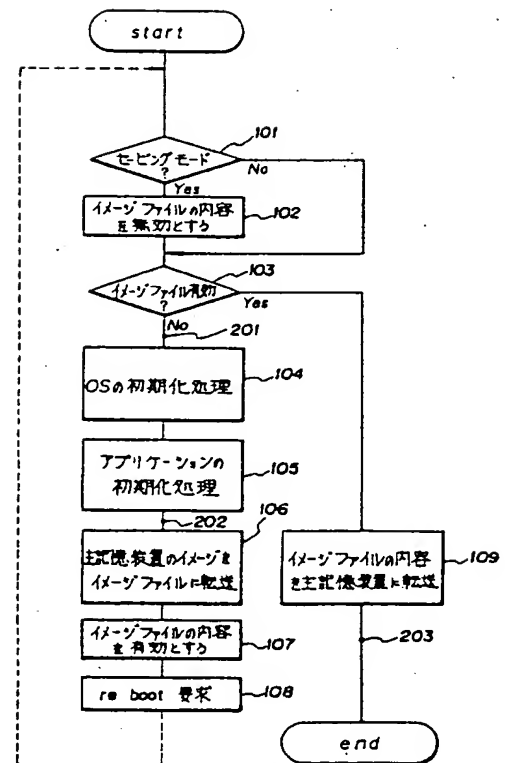 start
101
セービングモード
?
No
Yes
イメージファイルの内容
を無効とする
102
103
イメージファイル有効
?
Yes
No
201
OSの初期化処理
104
アプリケーションの
初期化処理
105
202
106
主記憶装置のイメージを
イメージファイルに転送
イメージファイルの内容
を主記憶装置に転送
109
イメージファイルの内容
を有効とする
107
203
re boot 要求
108
end